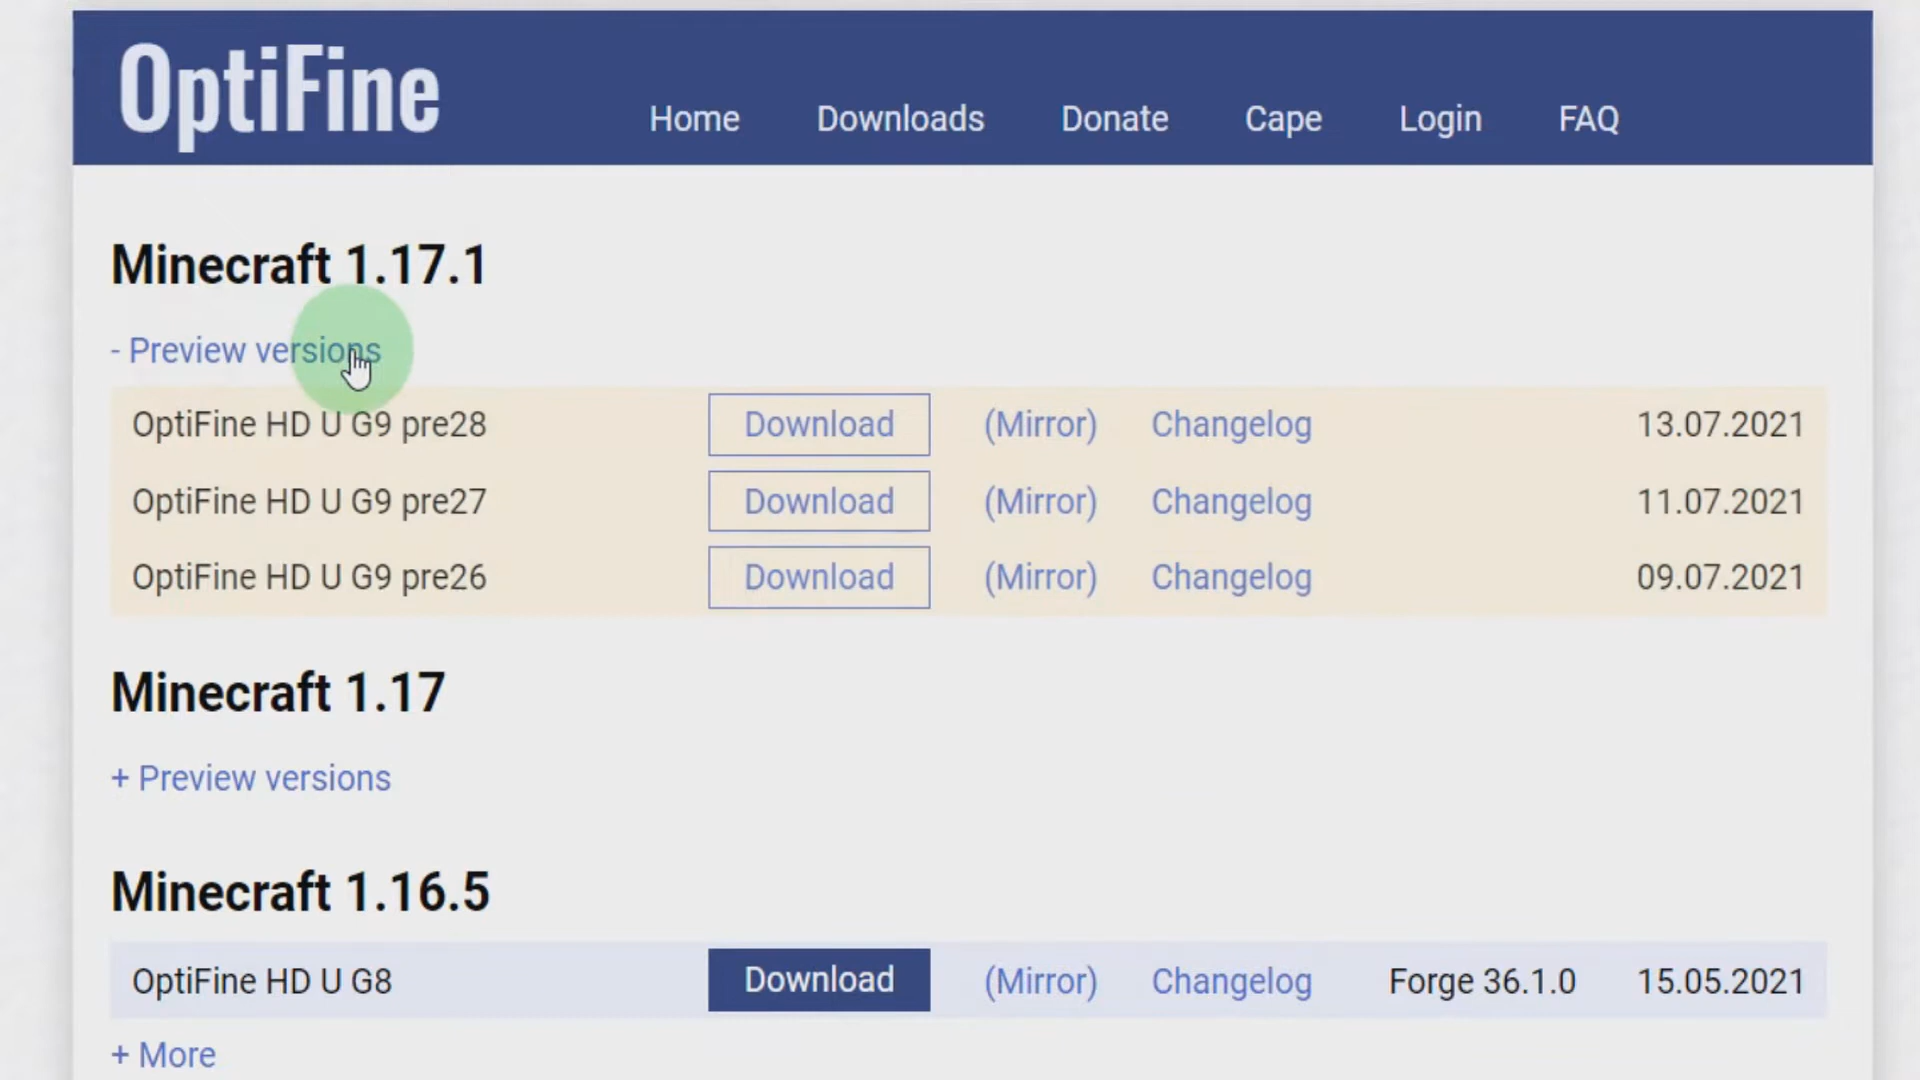 OptiFine
Home Downloads Donate Cape Login FAQ
Minecraft 1.17.1
- Preview versions
OptiFine HD U G9 pre28 Download (Mirror) Changelog 13.07.2021
OptiFine HD U G9 pre27 Download (Mirror) Changelog 11.07.2021
OptiFine HD U G9 pre26 Download (Mirror) Changelog 09.07.2021
Minecraft 1.17
+ Preview versions
Minecraft 1.16.5
OptiFine HD U G8 Download (Mirror) Changelog Forge 36.1.0 15.05.2021
+ More